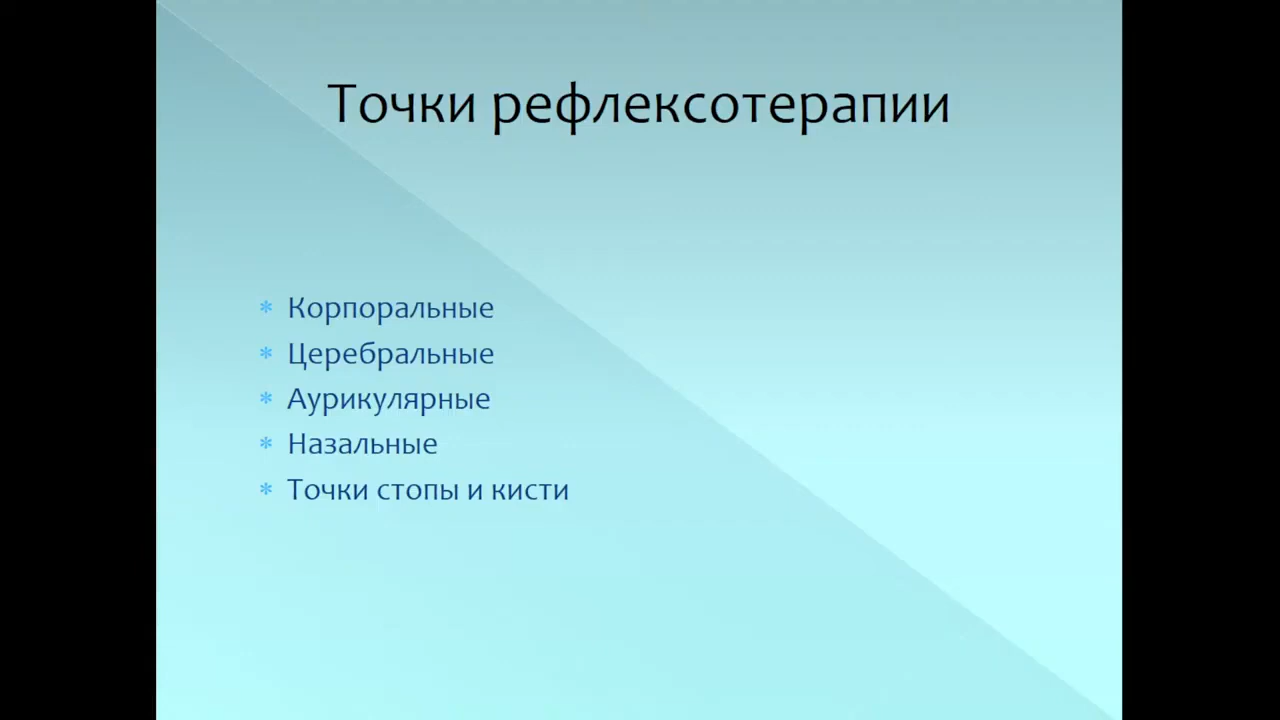 Точки рефлексотерапии
* Корпоральные
* Церебральные
* Аурикулярные
* Назальные
* Точки стопы и кисти